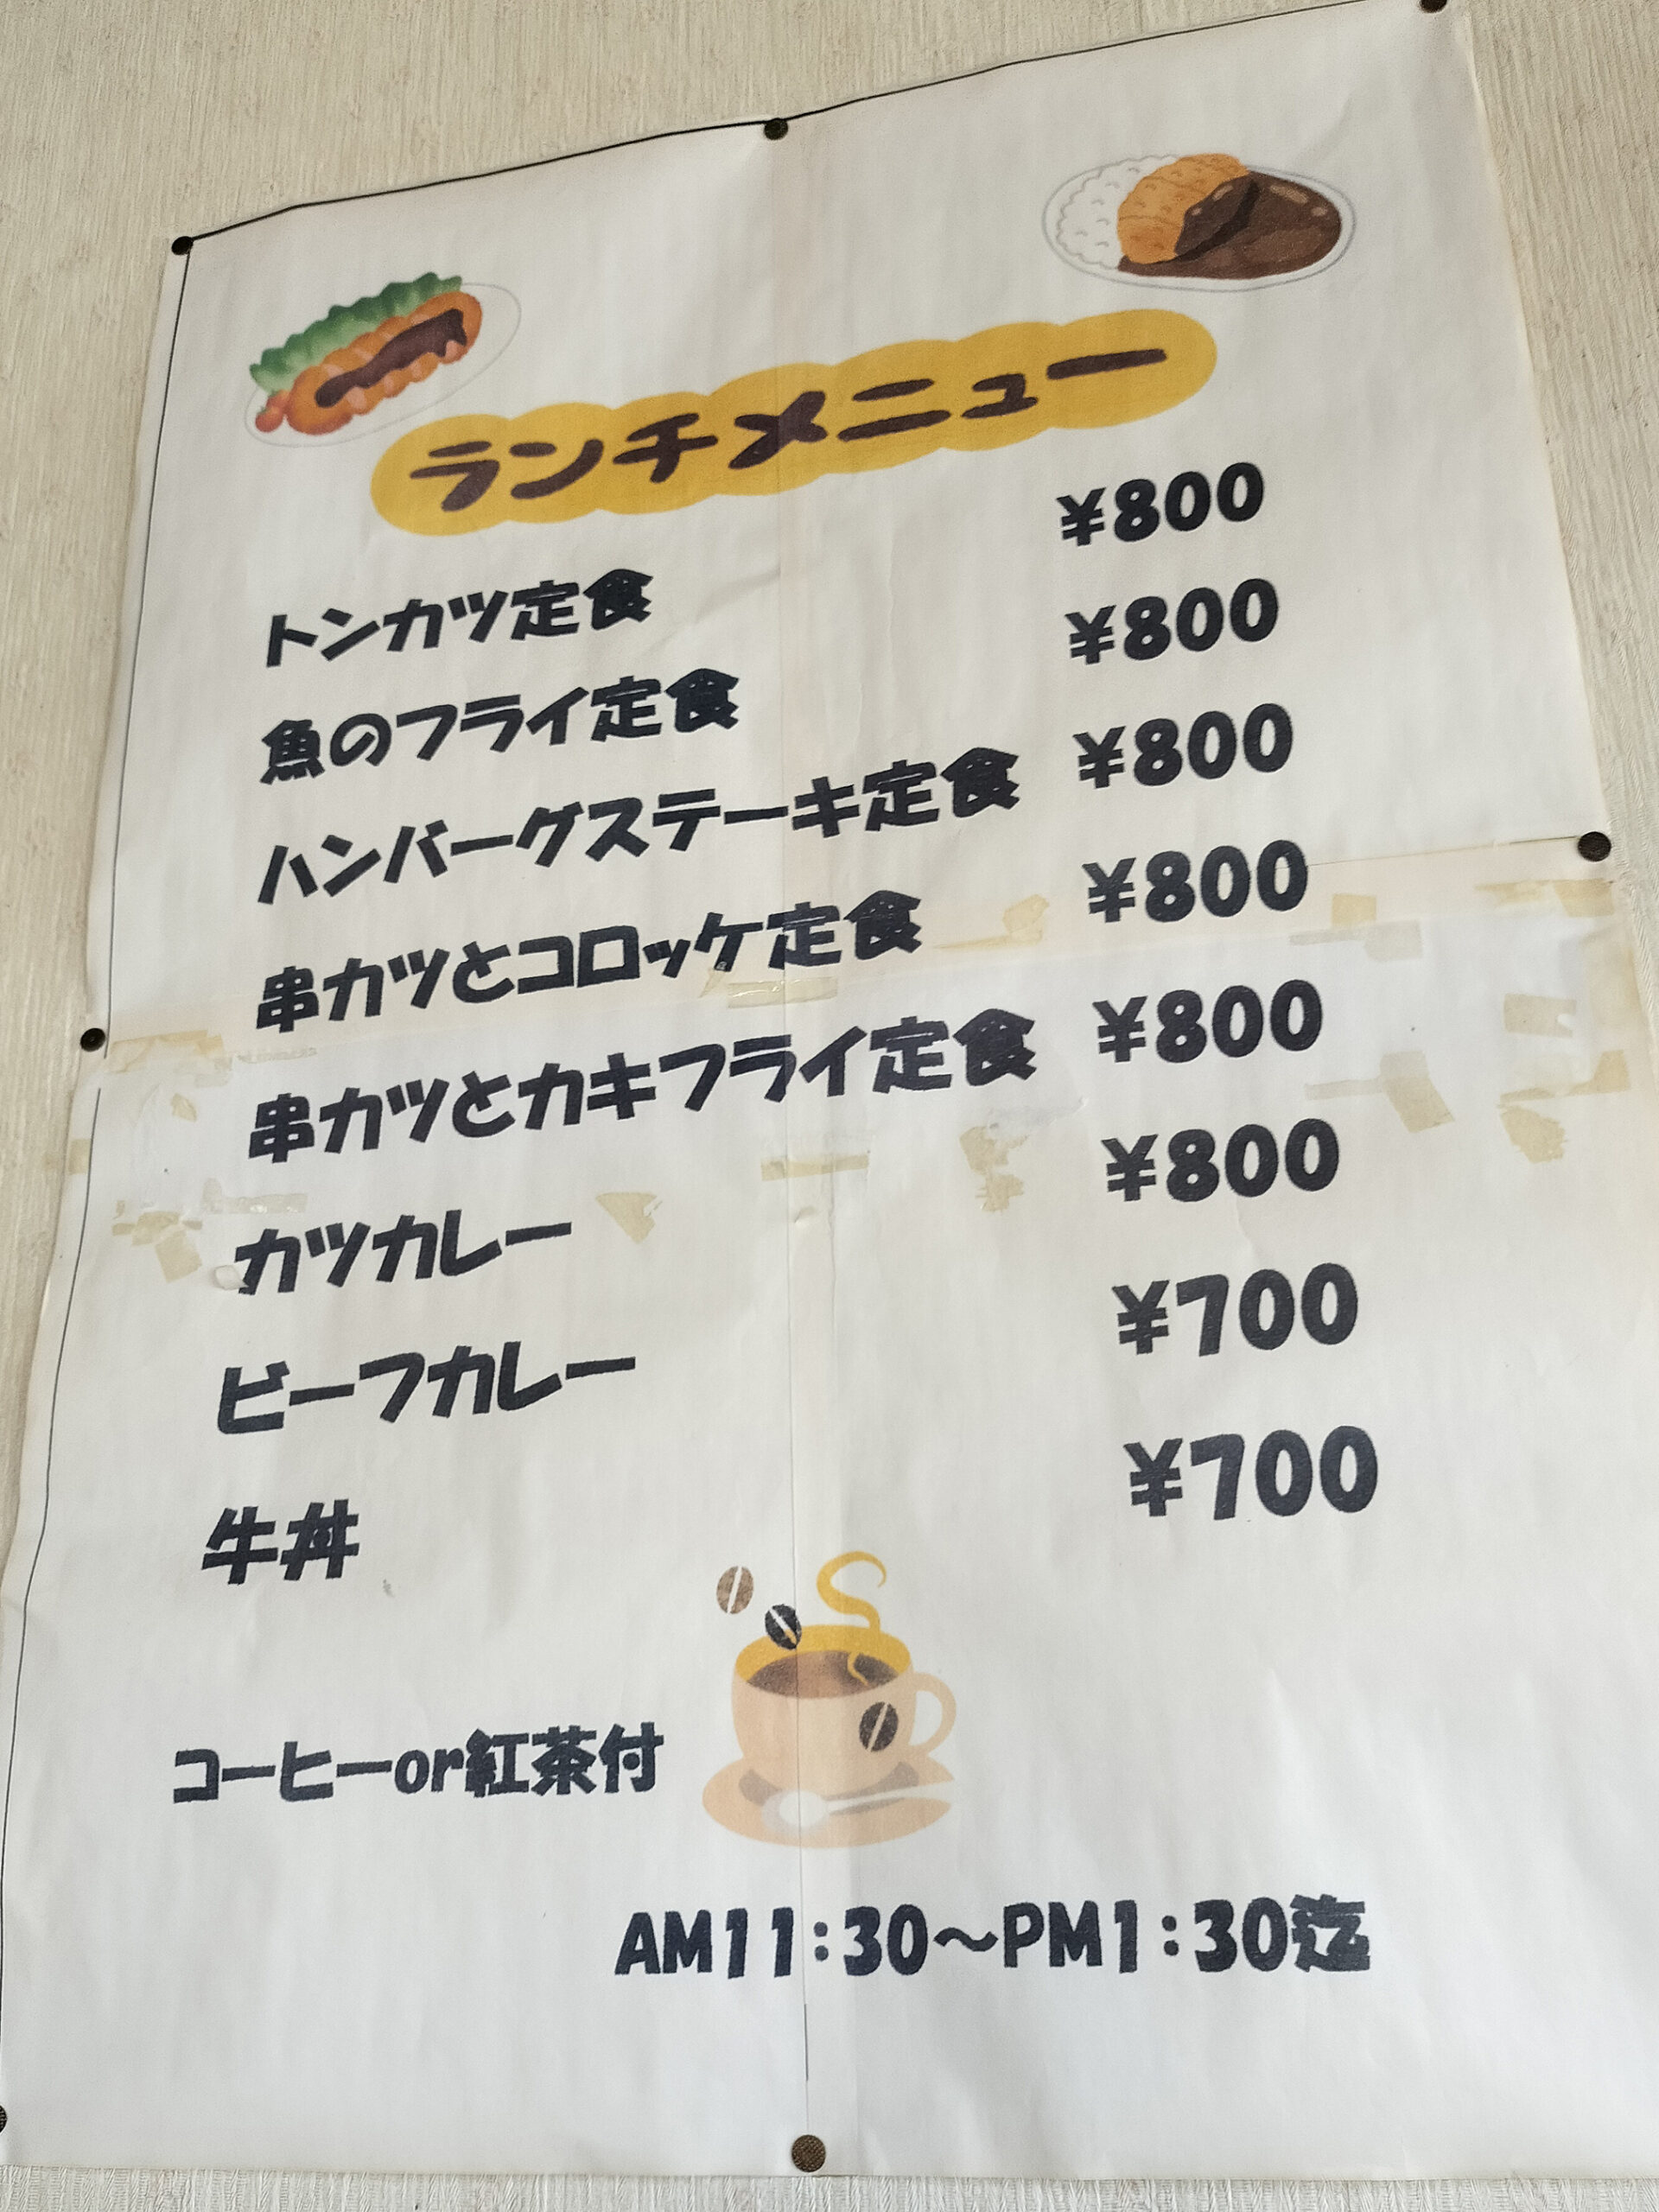 ランチメニュー
トンカツ定食 ¥800
魚のフライ定食 ¥800
ハンバーグステーキ定食 ¥800
串カツとコロッケ定食 ¥800
串カツとカキフライ定食 ¥800
カツカレー ¥800
ビーフカレー ¥700
牛丼 ¥700
コーヒーor紅茶付
AM11:30～PM1:30迄